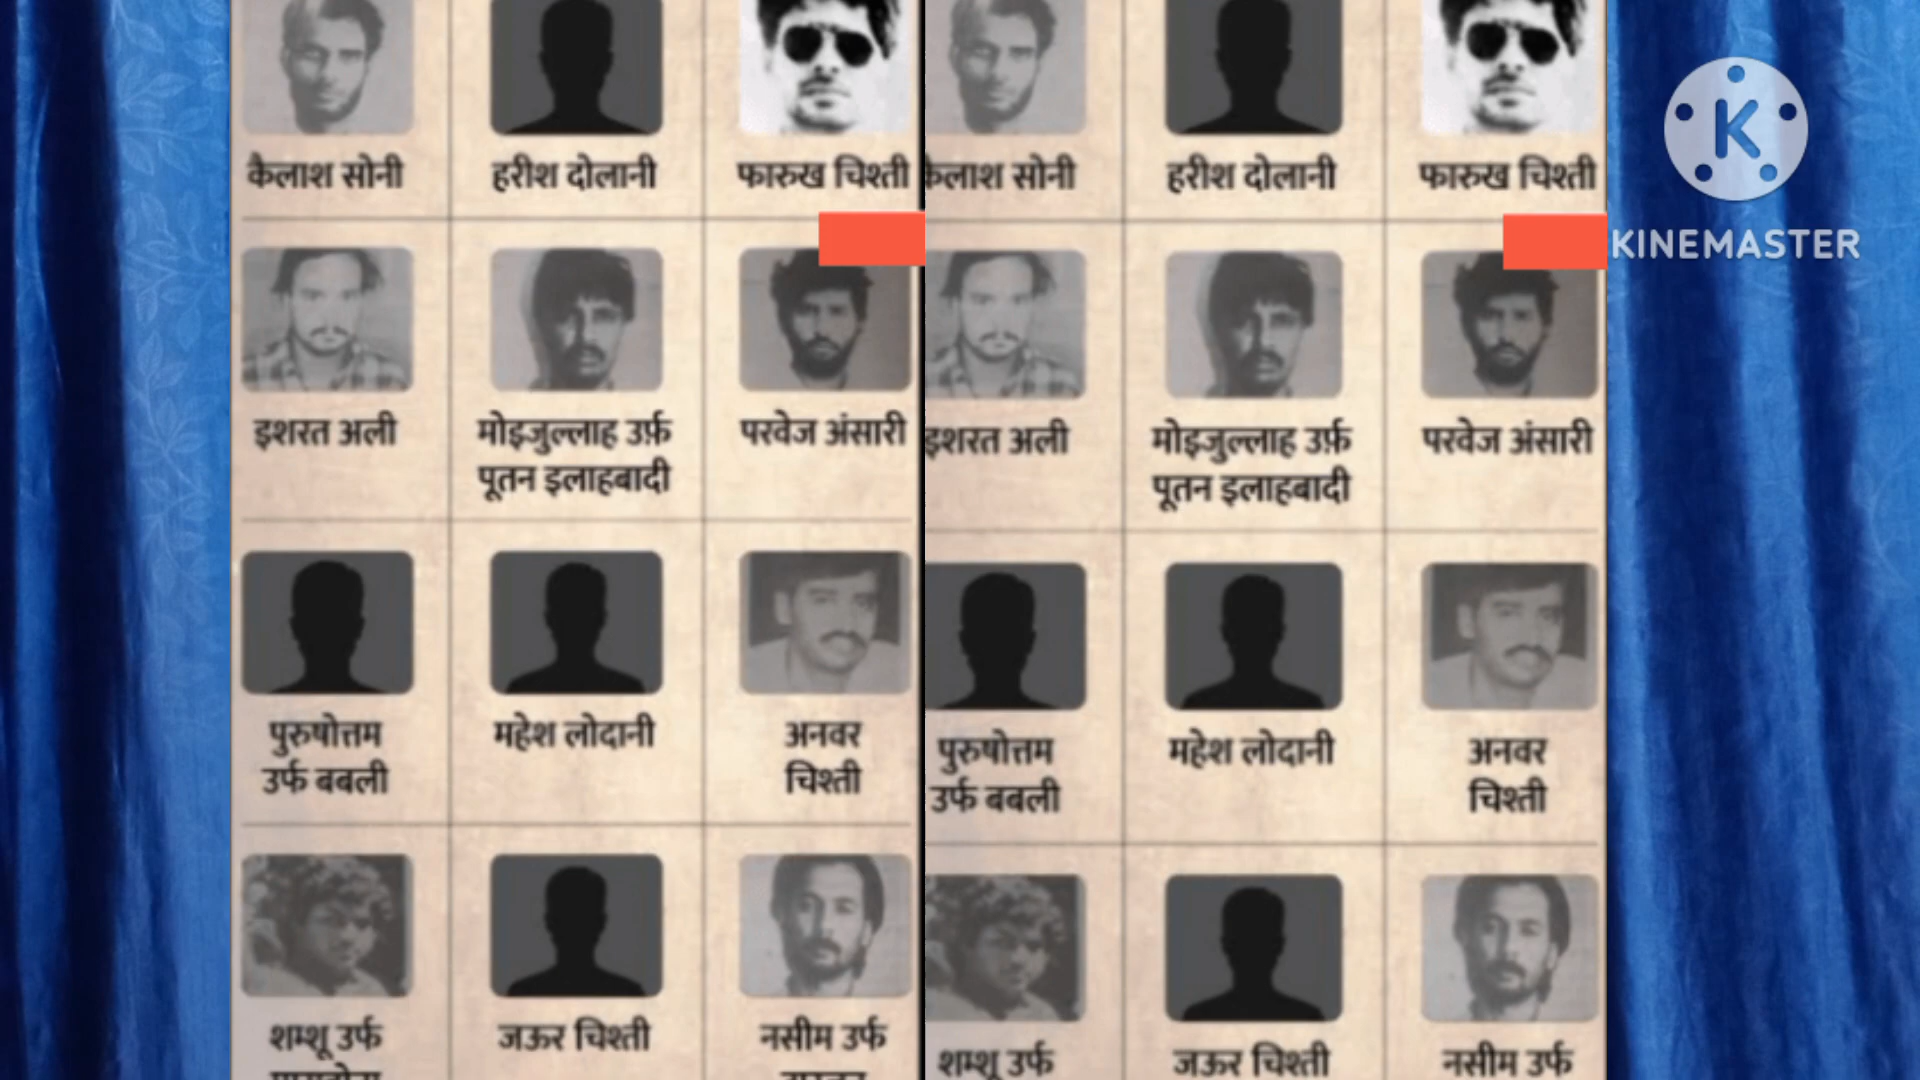 कैलाश सोनी
हरीश दोलानी
फारुख चिश्ती
इशरत अली
मोइजुल्लाह उर्फ़
पूतन इलाहबादी
परवेज अंसारी
पुरुषोत्तम
उर्फ बबली
महेश लोदानी
अनवर
चिश्ती
शम्शू उर्फ
जऊर चिश्ती
नसीम उर्फ
कैलाश सोनी
हरीश दोलानी
फारुख चिश्ती
इशरत अली
मोइजुल्लाह उर्फ़
पूतन इलाहबादी
परवेज अंसारी
पुरुषोत्तम
उर्फ बबली
महेश लोदानी
अनवर
चिश्ती
शम्शू उर्फ
जऊर चिश्ती
नसीम उर्फ
K
KINEMASTER